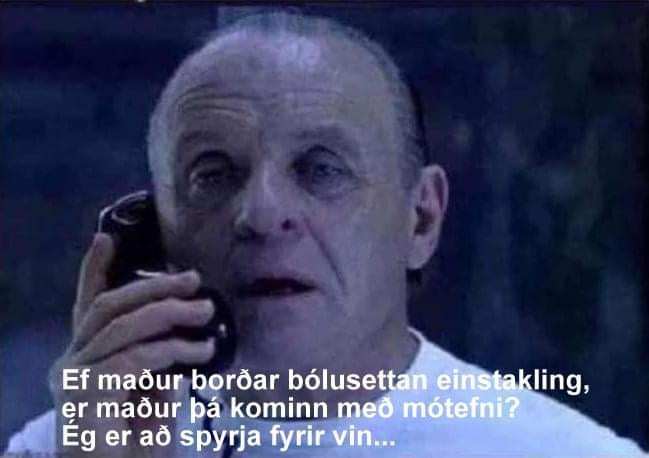 Ef maður borðar bólusettan einstakling,
er maður þá kominn með mótefni?
Ég er að spyrja fyrir vin...